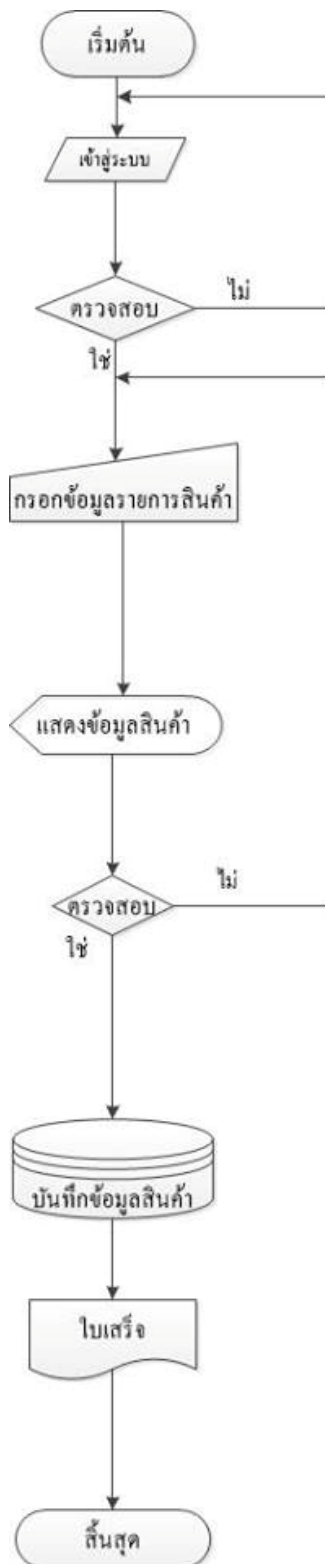 เริ่มต้น
เข้าสู่ระบบ
ตรวจสอบ
ไม่
ใช่
กรอกข้อมูลรายการสินค้า
แสดงข้อมูลสินค้า
ตรวจสอบ
ไม่
ใช่
บันทึกข้อมูลสินค้า
ใบเสร็จ
สิ้นสุด